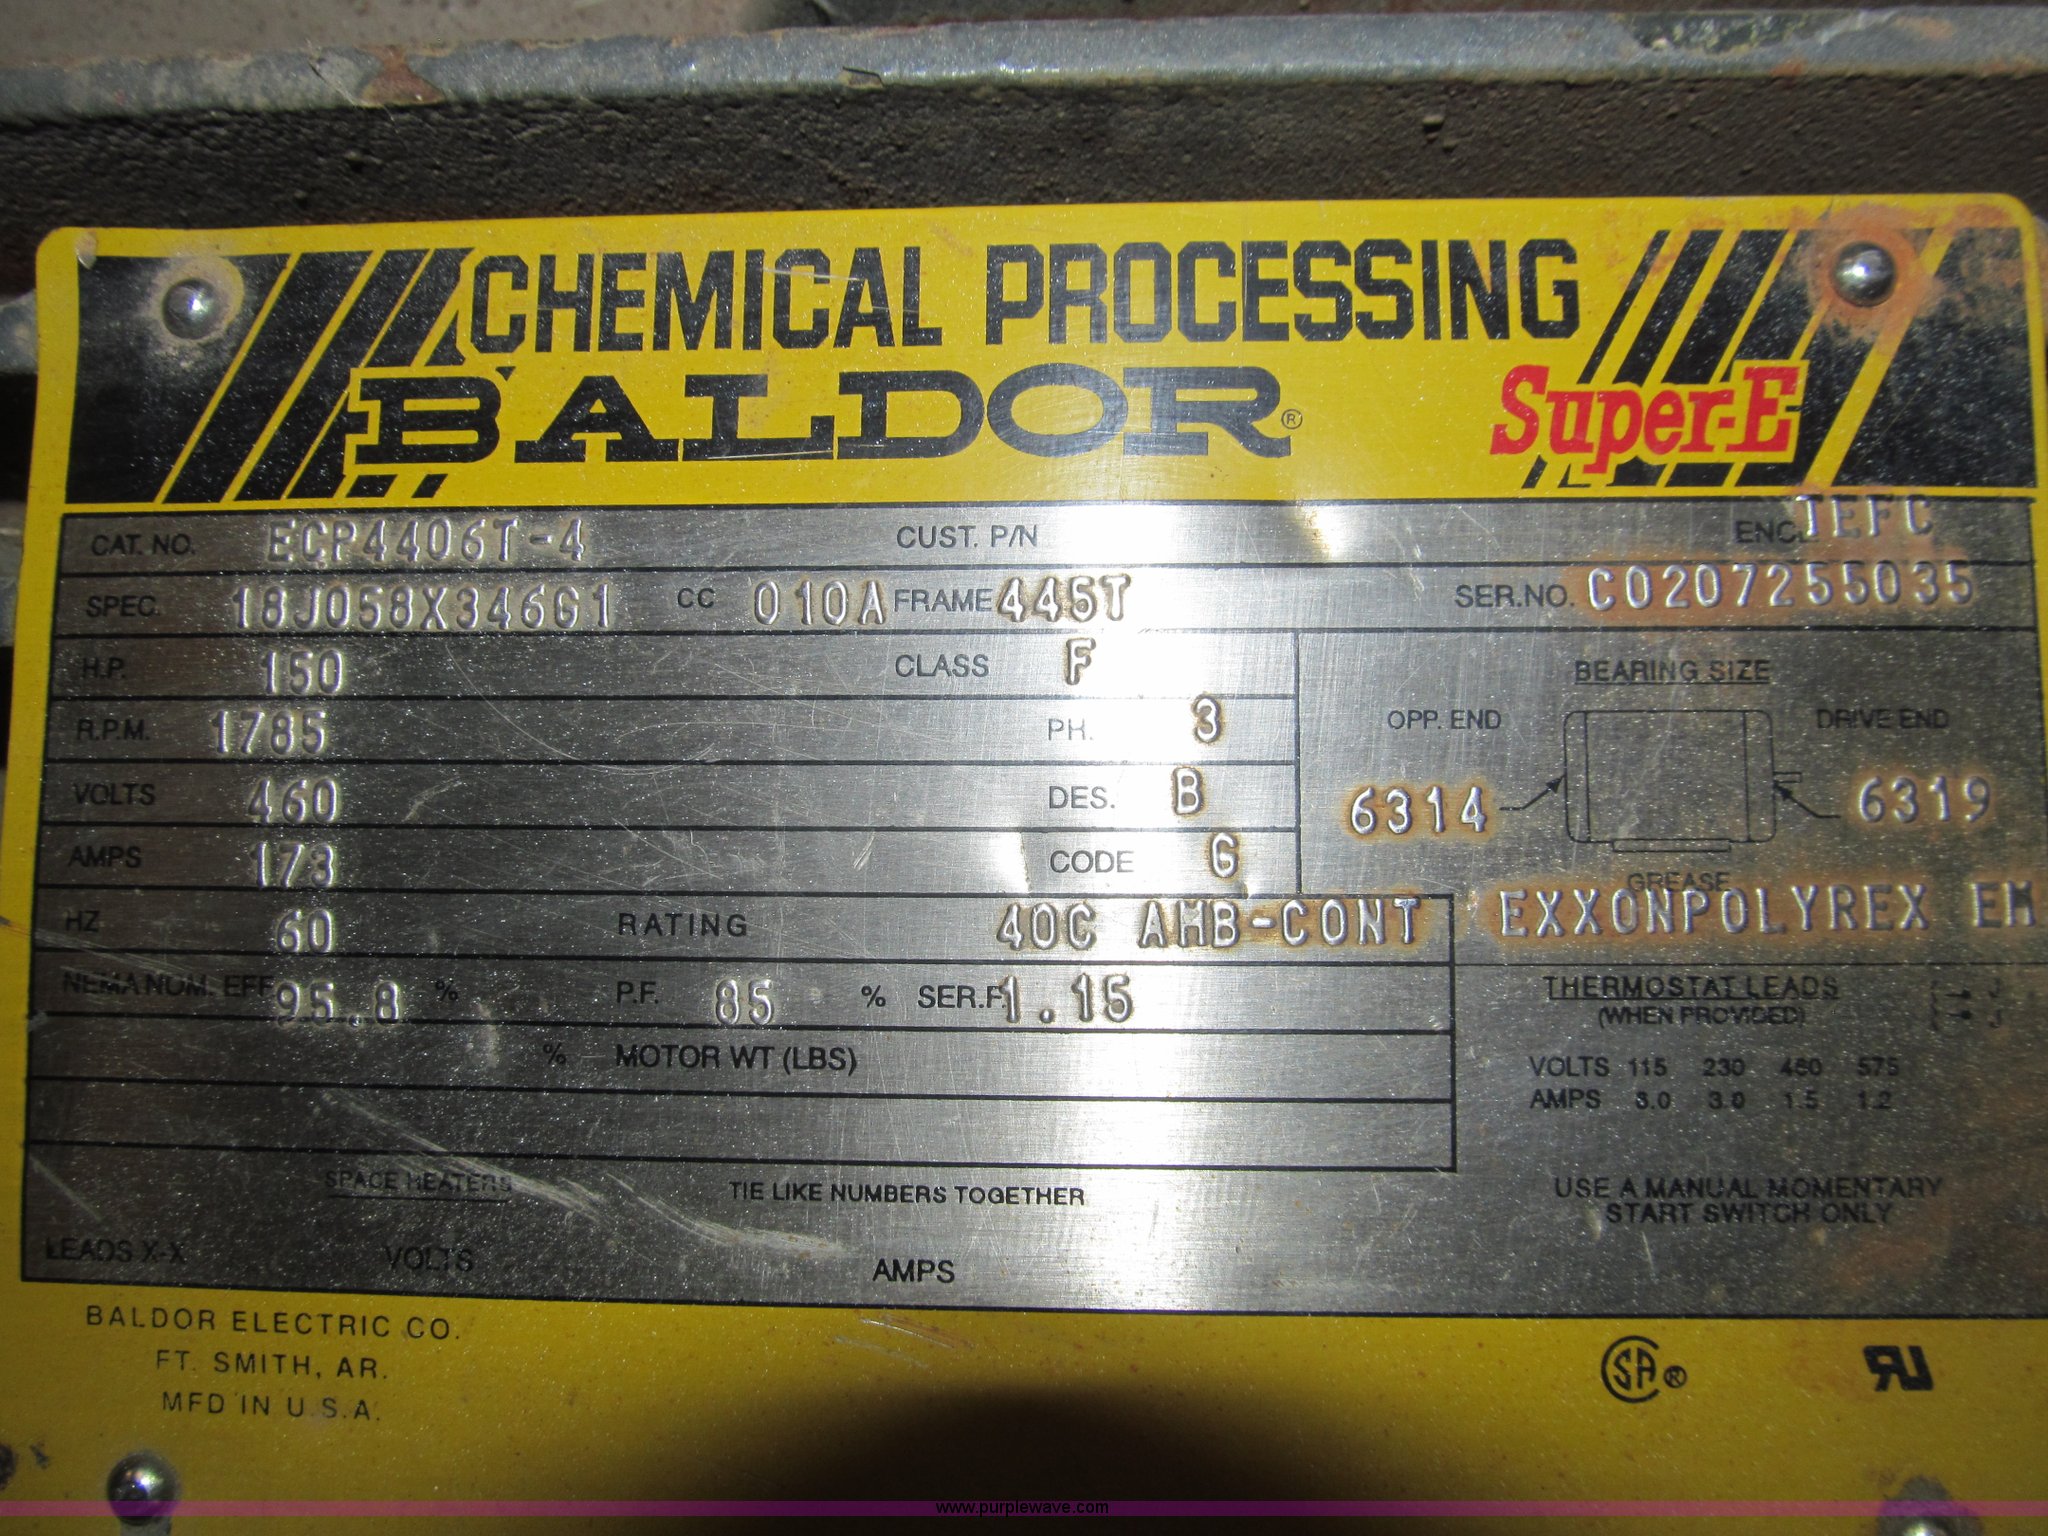 CHEMICAL PROCESSING
BALDOR® Super-E
CAT. NO. ECP4406T-4 CUST. P/N ENCL TEFC
SPEC. 18J058X346G1 CC 010A FRAME 445T SER.NO. C0207255035
H.P. 150 CLASS F
BEARING SIZE
R.P.M. 1785 PH. 3
OPP. END DRIVE END
VOLTS 460 DES. B
6314 6319
AMPS 173 CODE G
GREASE
HZ 60 RATING 40C AMB-CONT EXXONPOLYREX EM
NEMA NOM. EFF 95.8 % P.F. 85 % SER.F. 1.15
THERMOSTAT LEADS
(WHEN PROVIDED)
% MOTOR WT (LBS)
VOLTS 115 230 460 575
AMPS 3.0 3.0 1.5 1.2
SPACE HEATERS TIE LIKE NUMBERS TOGETHER
USE A MANUAL MOMENTARY
START SWITCH ONLY
LEADS X-X VOLTS AMPS
BALDOR ELECTRIC CO.
FT. SMITH, AR.
MFD IN U.S.A.
SA®
RU
www.purplewave.com